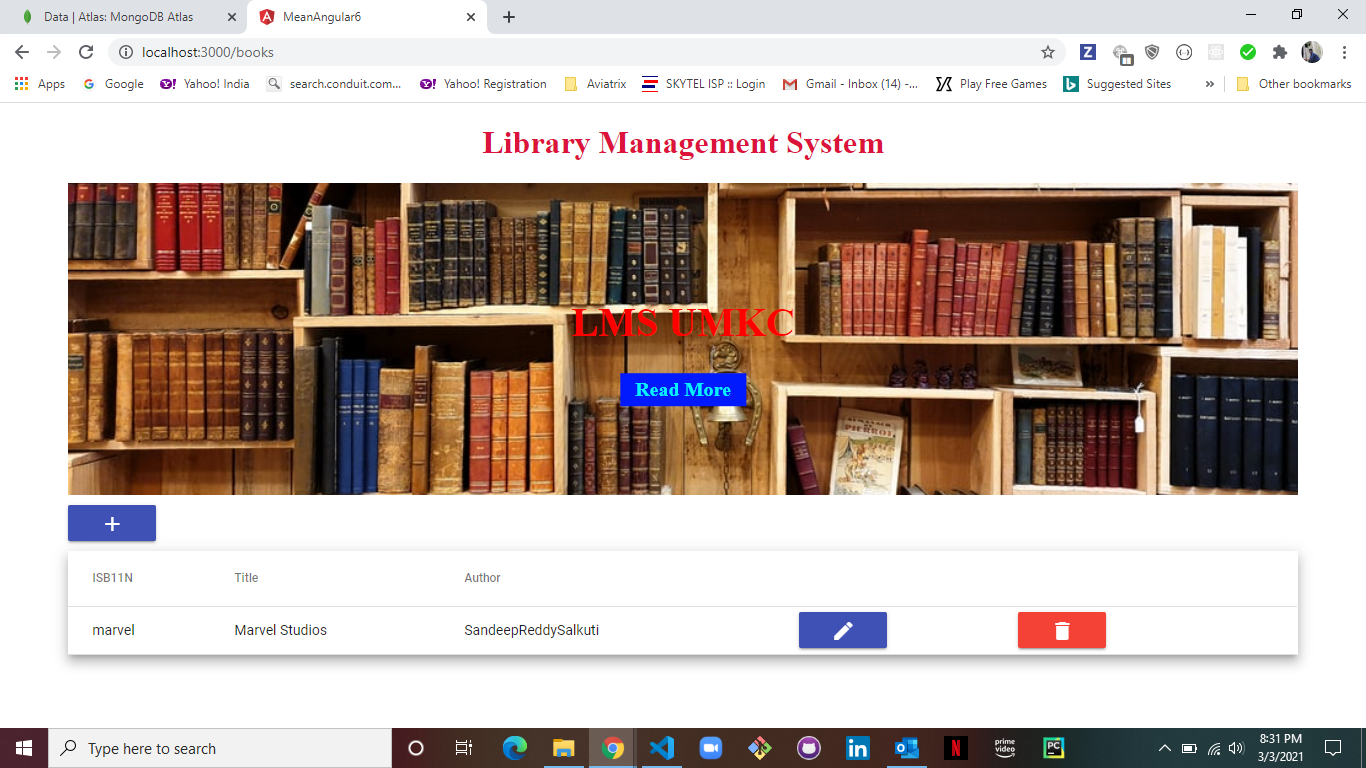 Data | Atlas: MongoDB Atlas
MeanAngular6
localhost:3000/books
Apps
Google
Yahoo! India
search.conduit.com...
Yahoo! Registration
Aviatrix
SKYTEL ISP :: Login
Gmail - Inbox (14) -...
Play Free Games
Suggested Sites
»
Other bookmarks
Library Management System
LMS UMKC
Read More
PIERROT
+
ISB11N Title Author
marvel Marvel Studios SandeepReddySalkuti
Type here to search
prime video
PC
8:31 PM
3/3/2021